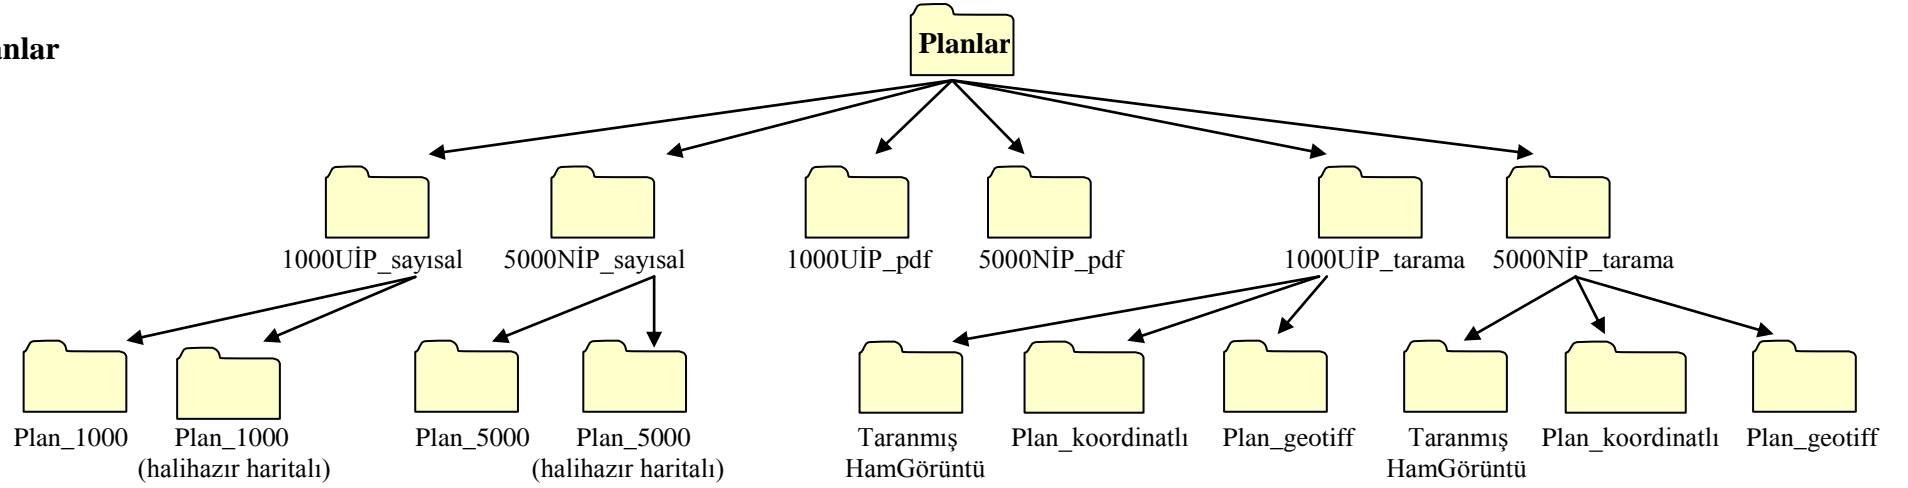 Planlar
anlar
1000UİP_sayısal
5000NİP_sayısal
1000UİP_pdf
5000NİP_pdf
1000UİP_tarama
5000NİP_tarama
Plan_1000
Plan_1000
(halihazır haritalı)
Plan_5000
Plan_5000
(halihazır haritalı)
Taranmış
HamGörüntü
Plan_koordinatlı
Plan_geotiff
Taranmış
HamGörüntü
Plan_koordinatlı
Plan_geotiff